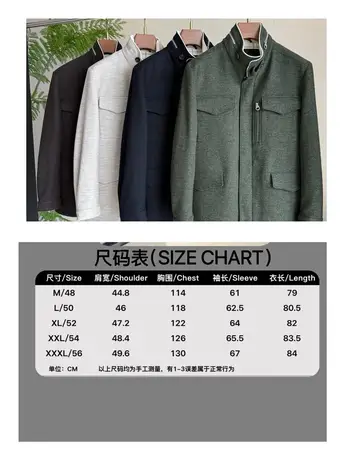 尺码表(SIZE CHART)
尺寸/Size 肩宽/Shoulder 胸围/Chest 袖长/Sleeve 衣长/Length
M/48 44.8 114 61 79
L/50 46 118 62.5 80.5
XL/52 47.2 122 64 82
XXL/54 48.4 126 65.5 83.5
XXXL/56 49.6 130 67 84
单位：CM 以上尺码均为手工测量，有1-3误差属于正常行为